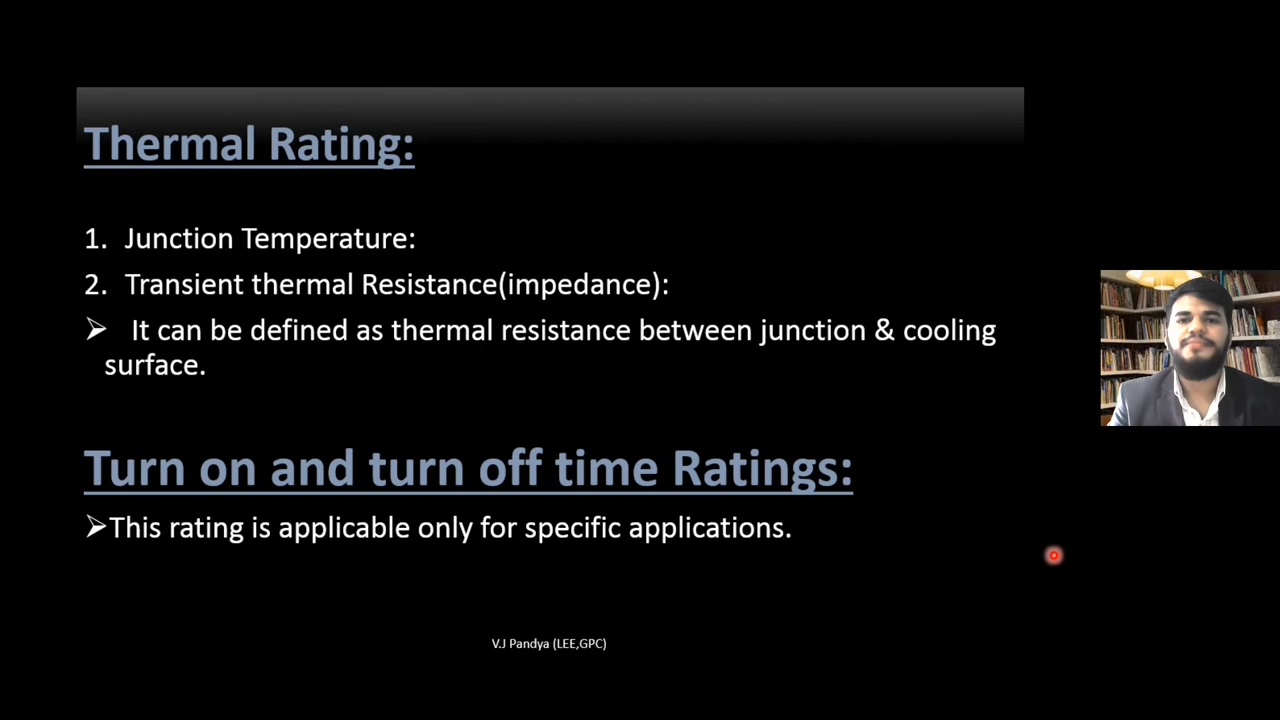 Thermal Rating:
1. Junction Temperature:
2. Transient thermal Resistance(impedance):
➢ It can be defined as thermal resistance between junction & cooling
surface.
Turn on and turn off time Ratings:
➢This rating is applicable only for specific applications.
V.J Pandya (LEE,GPC)